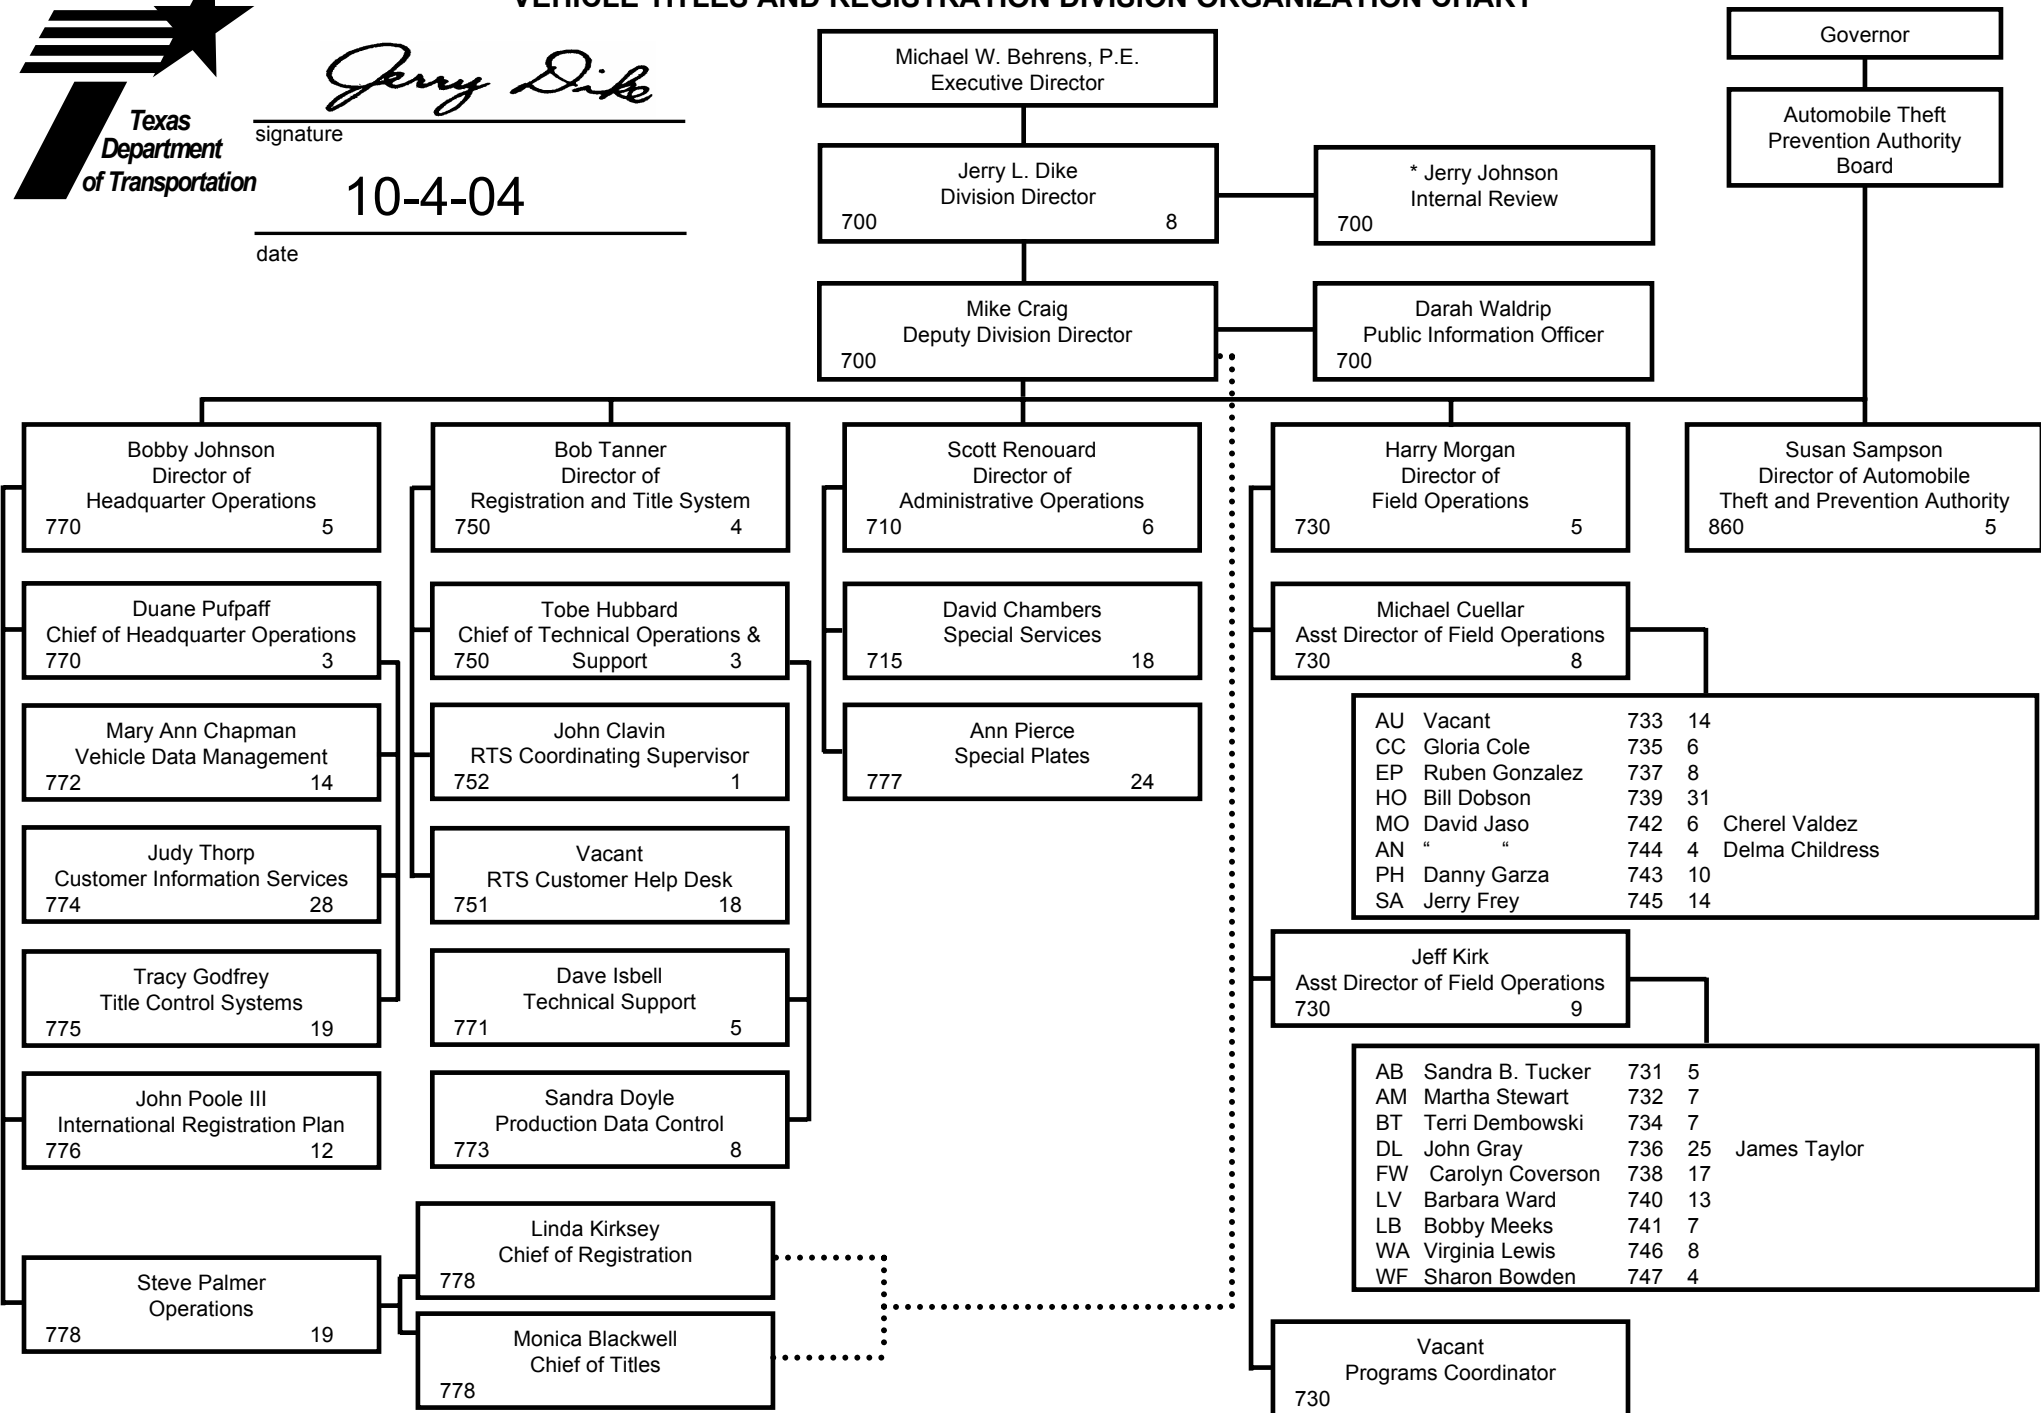 VEHICLE TITLES AND REGISTRATION DIVISION ORGANIZATION CHART
Texas
Department
of Transportation
Jerry Dike
signature
10-4-04
date
Michael W. Behrens, P.E.
Executive Director
Governor
Automobile Theft
Prevention Authority
Board
Jerry L. Dike
Division Director
700 8
* Jerry Johnson
Internal Review
700
Mike Craig
Deputy Division Director
700
Darah Waldrip
Public Information Officer
700
Bobby Johnson
Director of
Headquarter Operations
770 5
Bob Tanner
Director of
Registration and Title System
750 4
Scott Renouard
Director of
Administrative Operations
710 6
Harry Morgan
Director of
Field Operations
730 5
Susan Sampson
Director of Automobile
Theft and Prevention Authority
860 5
Duane Pufpaff
Chief of Headquarter Operations
770 3
Mary Ann Chapman
Vehicle Data Management
772 14
Judy Thorp
Customer Information Services
774 28
Tracy Godfrey
Title Control Systems
775 19
John Poole III
International Registration Plan
776 12
Steve Palmer
Operations
778 19
Tobe Hubbard
Chief of Technical Operations &
750 Support 3
John Clavin
RTS Coordinating Supervisor
752 1
Vacant
RTS Customer Help Desk
751 18
Dave Isbell
Technical Support
771 5
Sandra Doyle
Production Data Control
773 8
Linda Kirksey
Chief of Registration
778
Monica Blackwell
Chief of Titles
778
David Chambers
Special Services
715 18
Ann Pierce
Special Plates
777 24
Michael Cuellar
Asst Director of Field Operations
730 8
AU Vacant 733 14
CC Gloria Cole 735 6
EP Ruben Gonzalez 737 8
HO Bill Dobson 739 31
MO David Jaso 742 6 Cherel Valdez
AN “ “ 744 4 Delma Childress
PH Danny Garza 743 10
SA Jerry Frey 745 14
Jeff Kirk
Asst Director of Field Operations
730 9
AB Sandra B. Tucker 731 5
AM Martha Stewart 732 7
BT Terri Dembowski 734 7
DL John Gray 736 25 James Taylor
FW Carolyn Coverson 738 17
LV Barbara Ward 740 13
LB Bobby Meeks 741 7
WA Virginia Lewis 746 8
WF Sharon Bowden 747 4
Vacant
Programs Coordinator
730